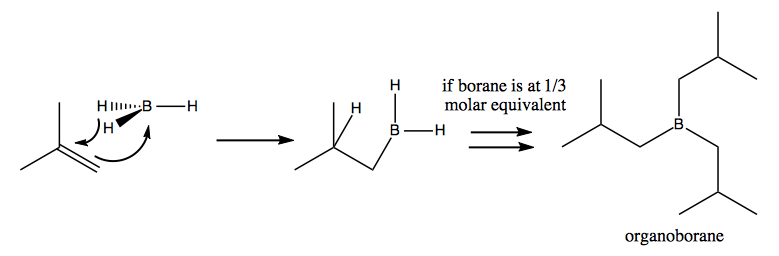 H B H
H
H
H
B H
if borane is at 1/3
molar equivalent
B
organoborane